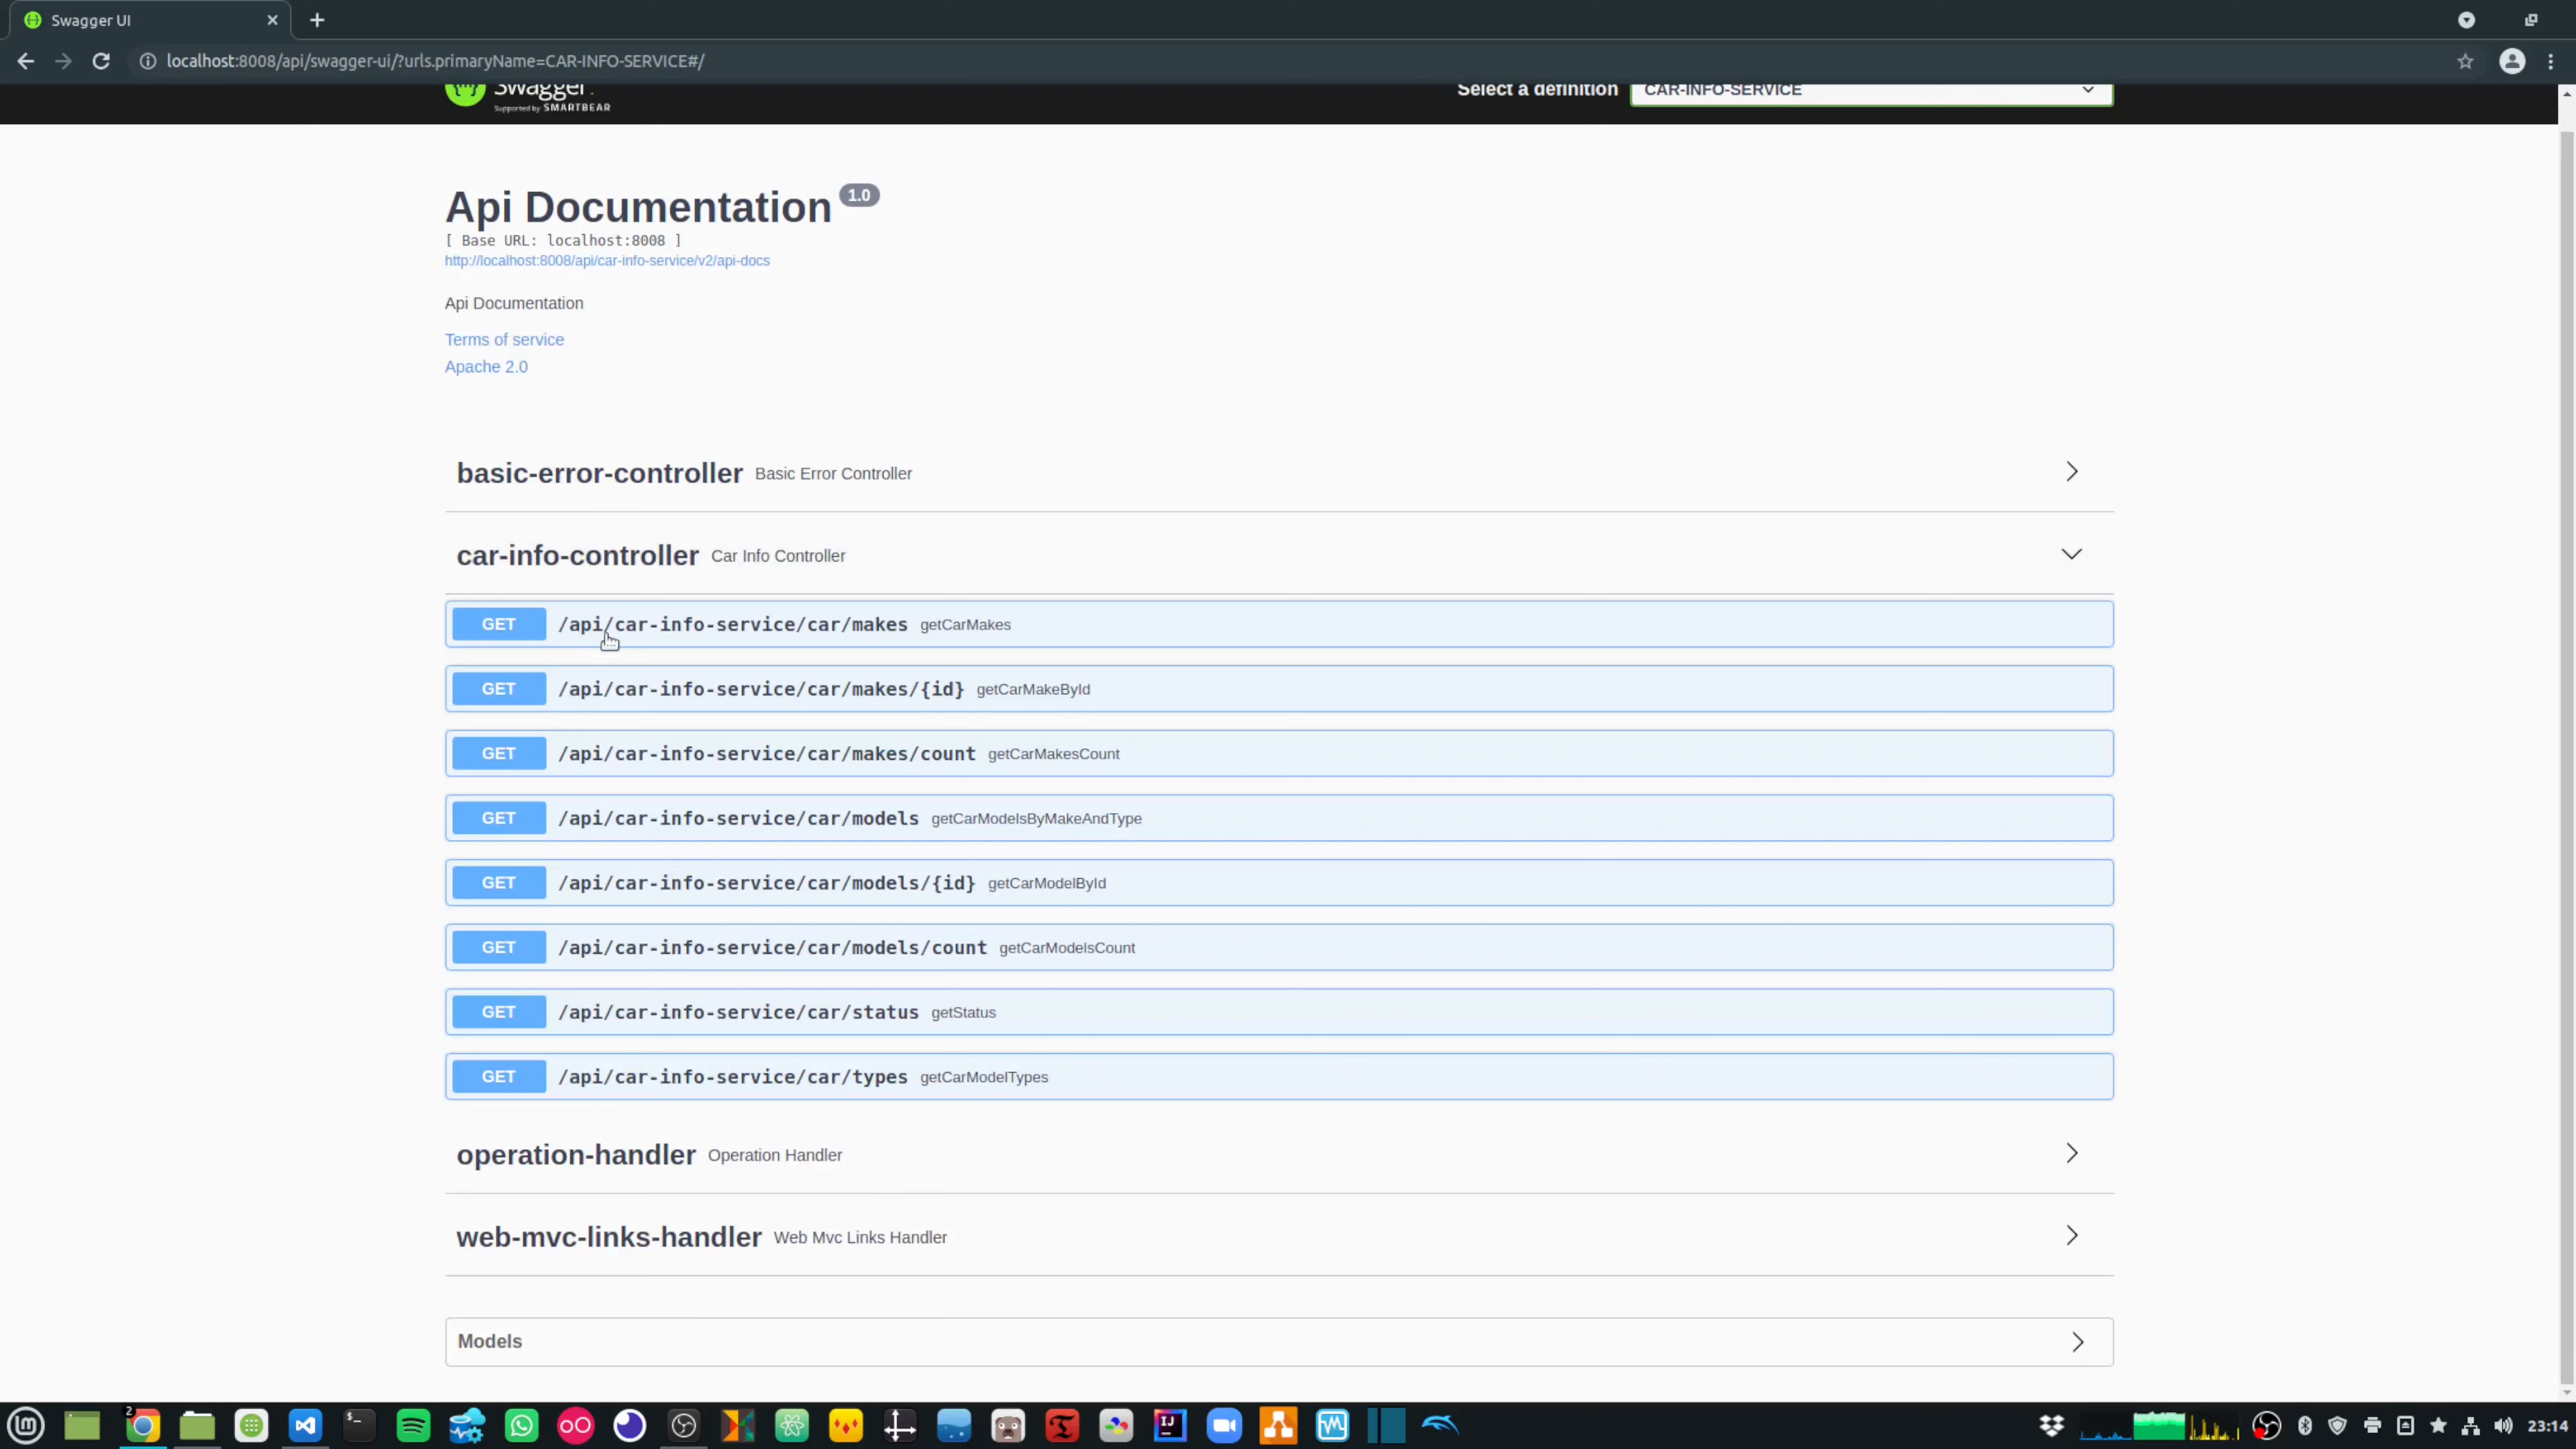 Swagger UI
localhost:8008/api/swagger-ui/?urls.primaryName=CAR-INFO-SERVICE#/
Swagger
Supported by SMARTBEAR
Select a definition CAR-INFO-SERVICE
Api Documentation 1.0
[ Base URL: localhost:8008 ]
http://localhost:8008/api/car-info-service/v2/api-docs
Api Documentation
Terms of service
Apache 2.0
basic-error-controller Basic Error Controller
car-info-controller Car Info Controller
GET /api/car-info-service/car/makes getCarMakes
GET /api/car-info-service/car/makes/{id} getCarMakeById
GET /api/car-info-service/car/makes/count getCarMakesCount
GET /api/car-info-service/car/models getCarModelsByMakeAndType
GET /api/car-info-service/car/models/{id} getCarModelById
GET /api/car-info-service/car/models/count getCarModelsCount
GET /api/car-info-service/car/status getStatus
GET /api/car-info-service/car/types getCarModelTypes
operation-handler Operation Handler
web-mvc-links-handler Web Mvc Links Handler
Models
2
23:14